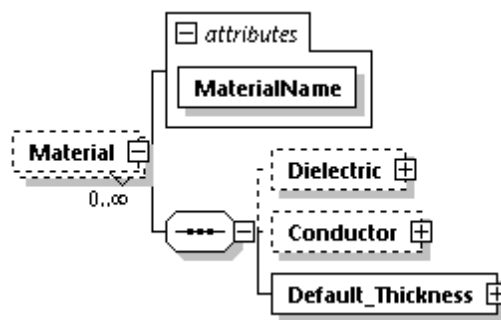 attributes
MaterialName
Material
0..∞
Dielectric
Conductor
Default_Thickness